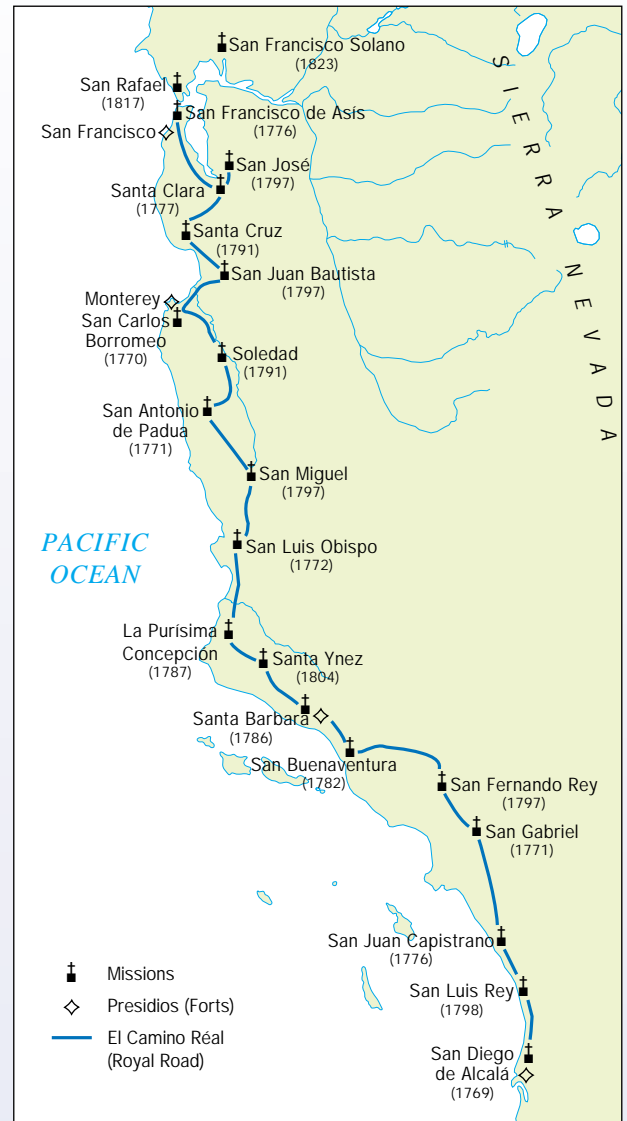 San Francisco Solano
(1823)
San Rafael
(1817)
San Francisco de Asís
(1776)
San Francisco
San José
(1797)
Santa Clara
(1777)
Santa Cruz
(1791)
San Juan Bautista
(1797)
Monterey
San Carlos
Borromeo
(1770)
Soledad
(1791)
San Antonio
de Padua
(1771)
San Miguel
(1797)
San Luis Obispo
(1772)
La Purísima
Concepción
(1787)
Santa Ynez
(1804)
Santa Barbara
(1786)
San Buenaventura
(1782)
San Fernando Rey
(1797)
San Gabriel
(1771)
San Juan Capistrano
(1776)
San Luis Rey
(1798)
San Diego
de Alcalá
(1769)
SIERRA NEVADA
PACIFIC
OCEAN
Missions
Presidios (Forts)
El Camino Réal
(Royal Road)